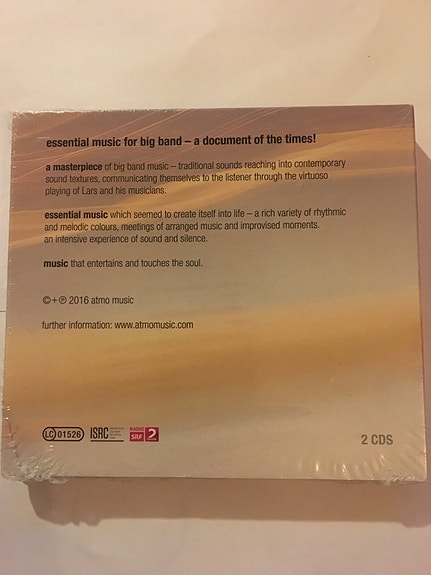 essential music for big band – a document of the times!
a masterpiece of big band music – traditional sounds reaching into contemporary
sound textures, communicating themselves to the listener through the virtuoso
playing of Lars and his musicians.
essential music which seemed to create itself into life – a rich variety of rhythmic
and melodic colours, meetings of arranged music and improvised moments.
an intensive experience of sound and silence.
music that entertains and touches the soul.
©+℗ 2016 atmo music
further information: www.atmomusic.com
LC 01526 ISRC RADIO SRF 2
2 CDS